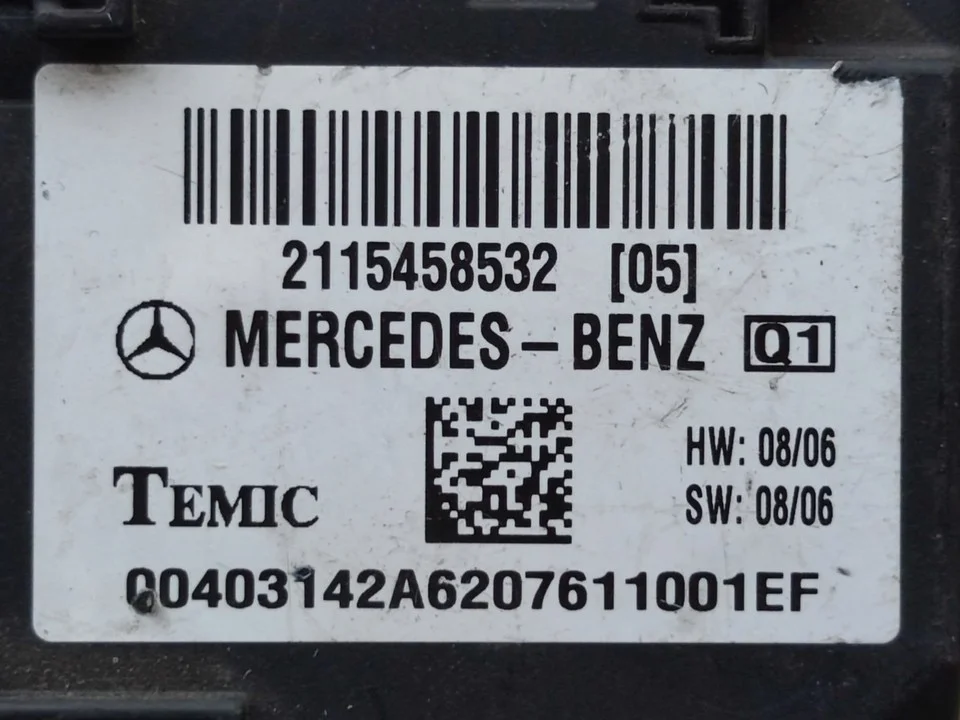 2115458532 [05]
MERCEDES-BENZ Q1
HW: 08/06
TEMIC
SW: 08/06
00403142A6207611001EF